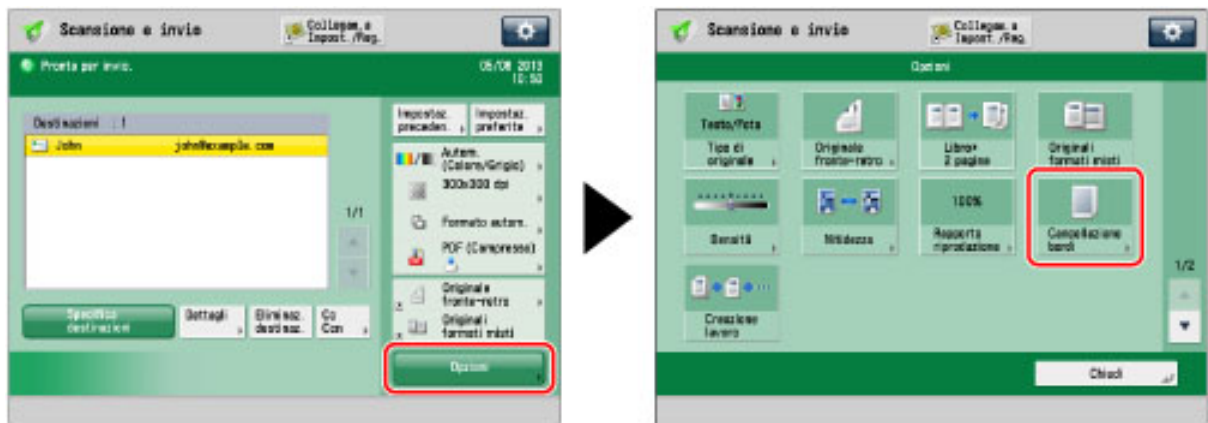 Scansione e invio
Collegam. a
Impost./Reg.
Pronta per invio.
05/08 2013
10:50
Destinazioni : 1
John john@example.com
1/1
Specifica
destinazioni
Dettagli
Eliminaz.
destinaz.
Cc
Ccn
Impostaz.
preceden.
Impostaz.
preferite
Autom.
(Colore/Grigio)
300x300 dpi
Formato autom.
PDF (Compresso)
Originale
fronte-retro
Originali
formati misti
Opzioni
Scansione e invio
Collegam. a
Impost./Reg.
Opzioni
Testo/Foto
Tipo di
originale
Originale
fronte-retro
Libro▸
2 pagine
Originali
formati misti
Densità
Nitidezza
100%
Rapporto
riproduzione
Cancellazione
bordi
Creazione
lavoro
1/2
Chiudi